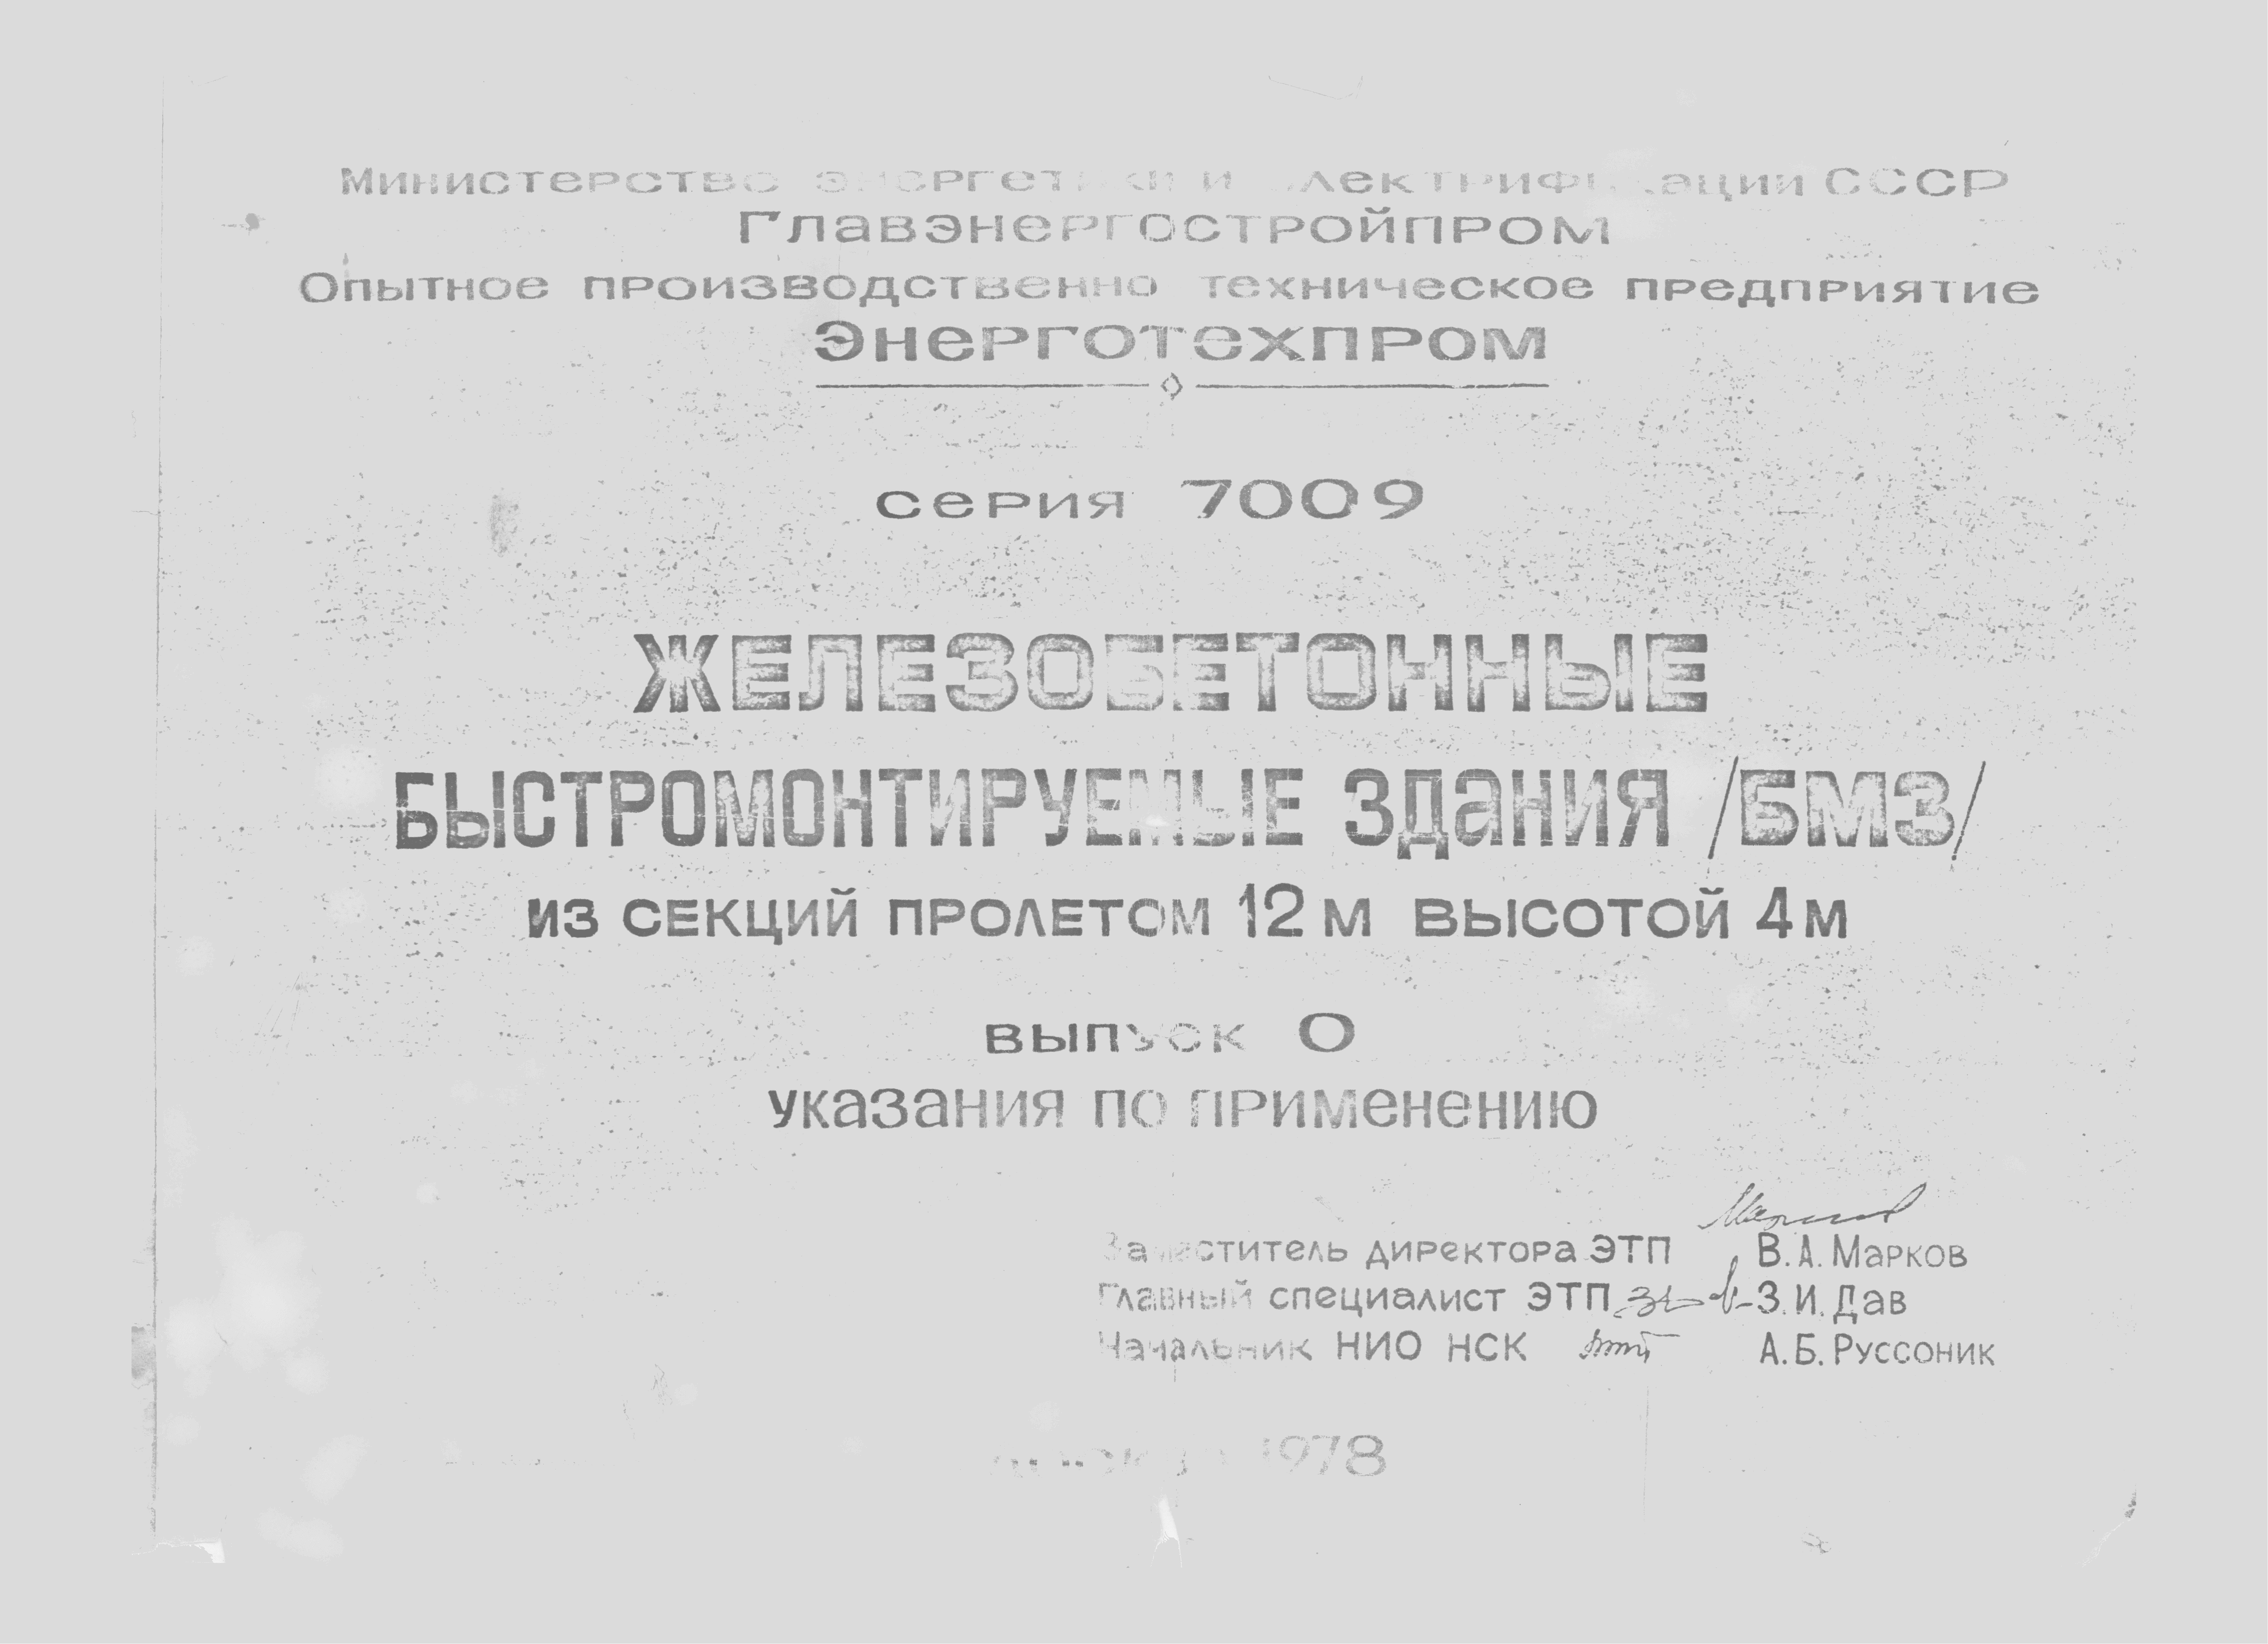 Министерство энергетики и электрификации СССР
Главэнергостройпром
Опытное производственно техническое предприятие
Энерготехпром
серия 7009
ЖЕЛЕЗОБЕТОННЫЕ
БЫСТРОМОНТИРУЕМЫЕ ЗДАНИЯ /БМЗ/
ИЗ СЕКЦИЙ ПРОЛЕТОМ 12 М ВЫСОТОЙ 4 М
выпуск 0
указания по применению
Заместитель директора ЭТП В.А. Марков
Главный специалист ЭТП З.И. Дав
Начальник НИО НСК А.Б. Руссоник
1978